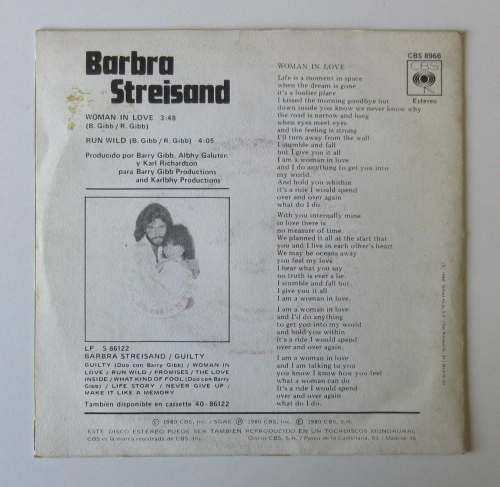 Barbra
Streisand
WOMAN IN LOVE 3:48
(B. Gibb / R. Gibb)
RUN WILD (B. Gibb / R. Gibb) 4:05
Producido por Barry Gibb, Albhy Galuten
y Karl Richardson
para Barry Gibb Productions
and Karlbhy Productions
LP S 86122
BARBRA STREISAND / GUILTY
GUILTY (Duo con Barry Gibb) / WOMAN IN
LOVE / RUN WILD / PROMISES / THE LOVE
INSIDE / WHAT KIND OF FOOL (Duo con Barry
Gibb) / LIFE STORY / NEVER GIVE UP /
MAKE IT LIKE A MEMORY
Tambien disponible en cassette 40-86122
CBS 8966
CBS
Estereo
WOMAN IN LOVE
Life is a moment in space
when the dream is gone
it's a lonlier place
I kissed the morning goodbye but
down inside you know we never know why
the road is narrow and long
when eyes meet eyes
and the feeling is strong
I'll turn away from the wall
I stumble and fall
but I give you it all
I am a woman in love
and I do anything to get you into
my world.
And hold you whithin
it's a ride I would spend
over and over again
what do I do.
With you internally mine
in love there is
no measure of time.
We planned it all at the start that
you and I live in each other's heart
We may be oceans away
you feel my love
I hear what you say
no truth is ever a lie.
I stumble and fall but
I give you it all
I am a woman in love.
I am a woman in love
and I'd do anything
to get you into my world
and hold you within
it's a ride I would spend
over and over again.
I am a woman in love
and I am talking to you
you know I know how you feel
what a woman can do
It's a ride I would spend
over and over again
what do I do.
Ⓟ 1980 CBS, Inc. / SGAE Ⓟ 1980 CBS, Inc. © 1980 CBS, S.A.
ESTE DISCO ESTEREO PUEDE SER TAMBIEN REPRODUCIDO EN UN TOCADISCOS MONOAURAL.
CBS es la marca registrada de CBS, Inc.
Discos CBS, S.A. / Paseo de la Castellana, 93 / Madrid-16